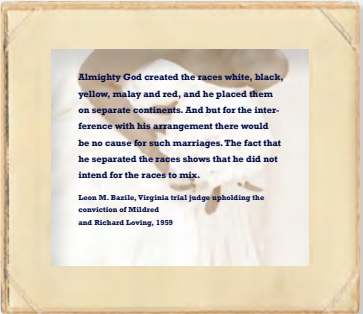 Almighty God created the races white, black,
yellow, malay and red, and he placed them
on separate continents. And but for the inter-
ference with his arrangement there would
be no cause for such marriages. The fact that
he separated the races shows that he did not
intend for the races to mix.
Leon M. Bazile, Virginia trial judge upholding the
conviction of Mildred
and Richard Loving, 1959